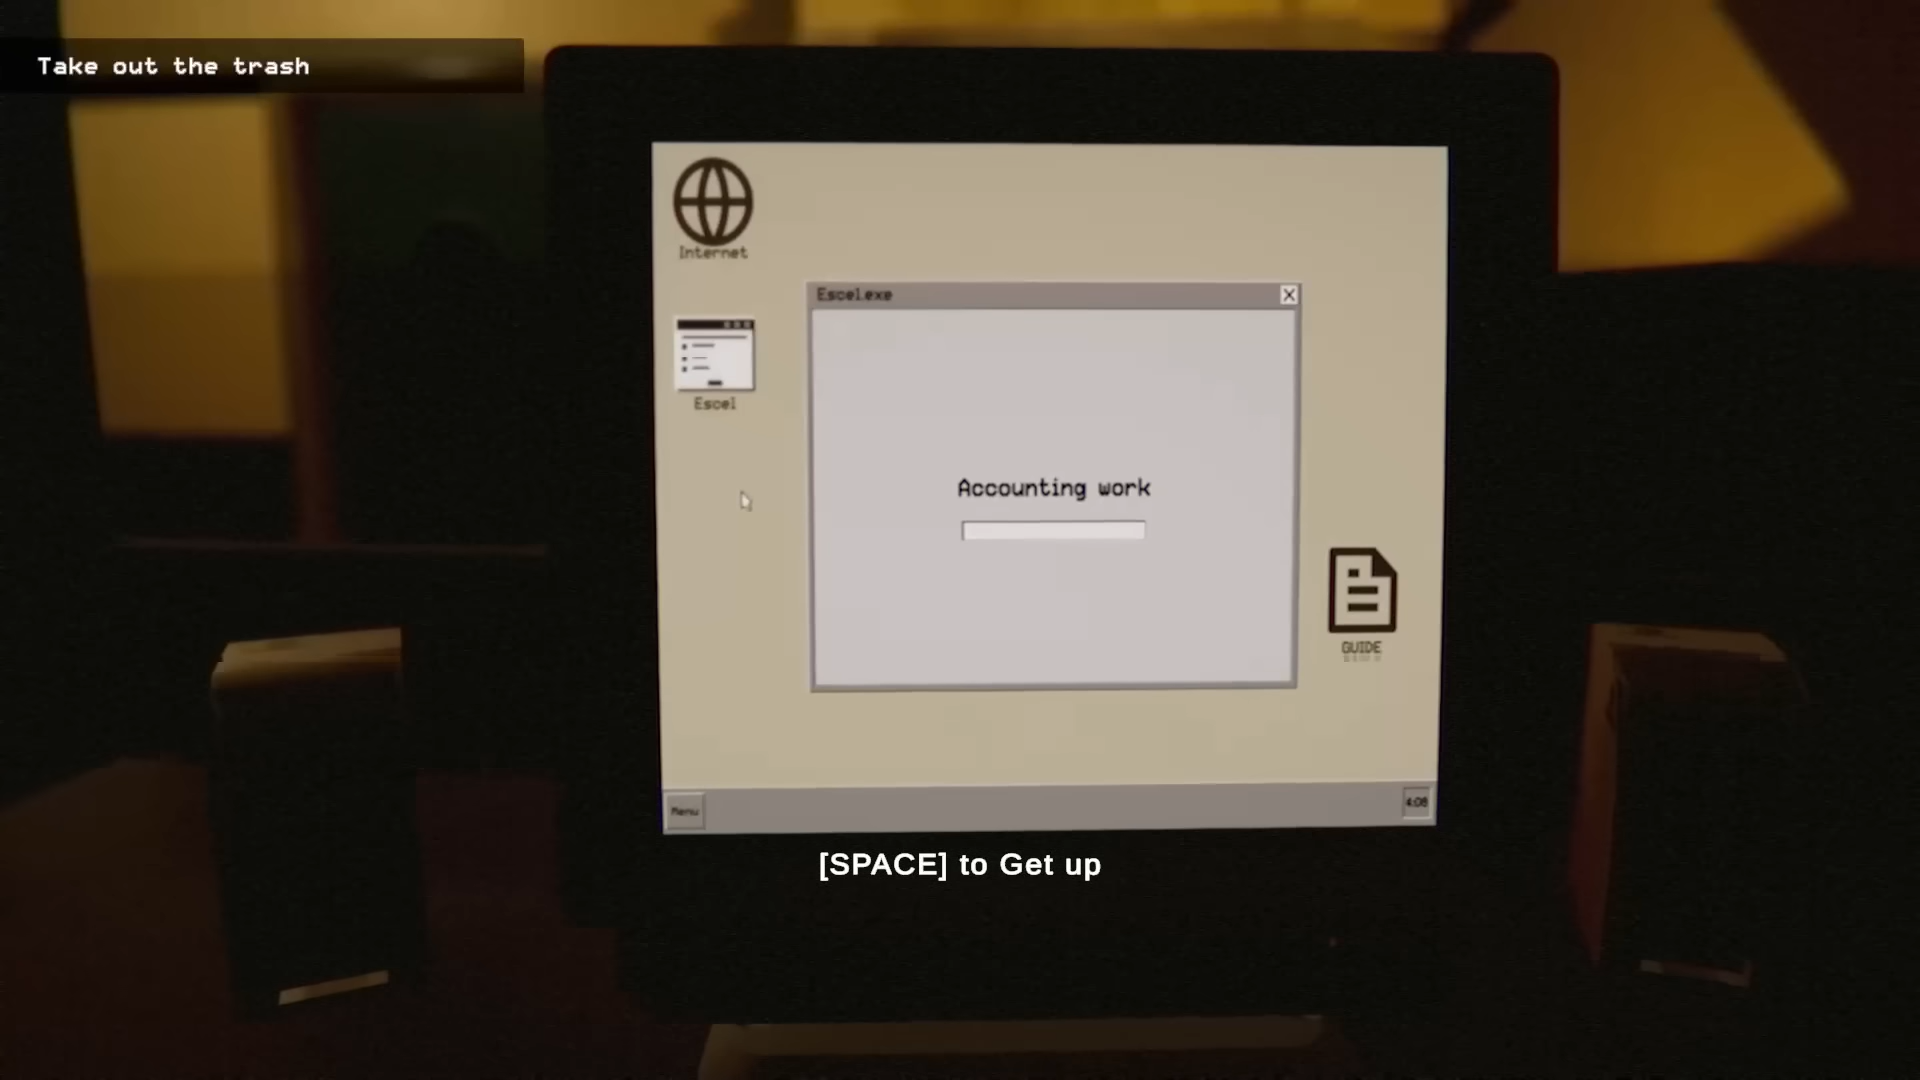 Take out the trash
Internet
Escel.exe
Escel
Accounting work
GUIDE
Menu
4:08
[SPACE] to Get up